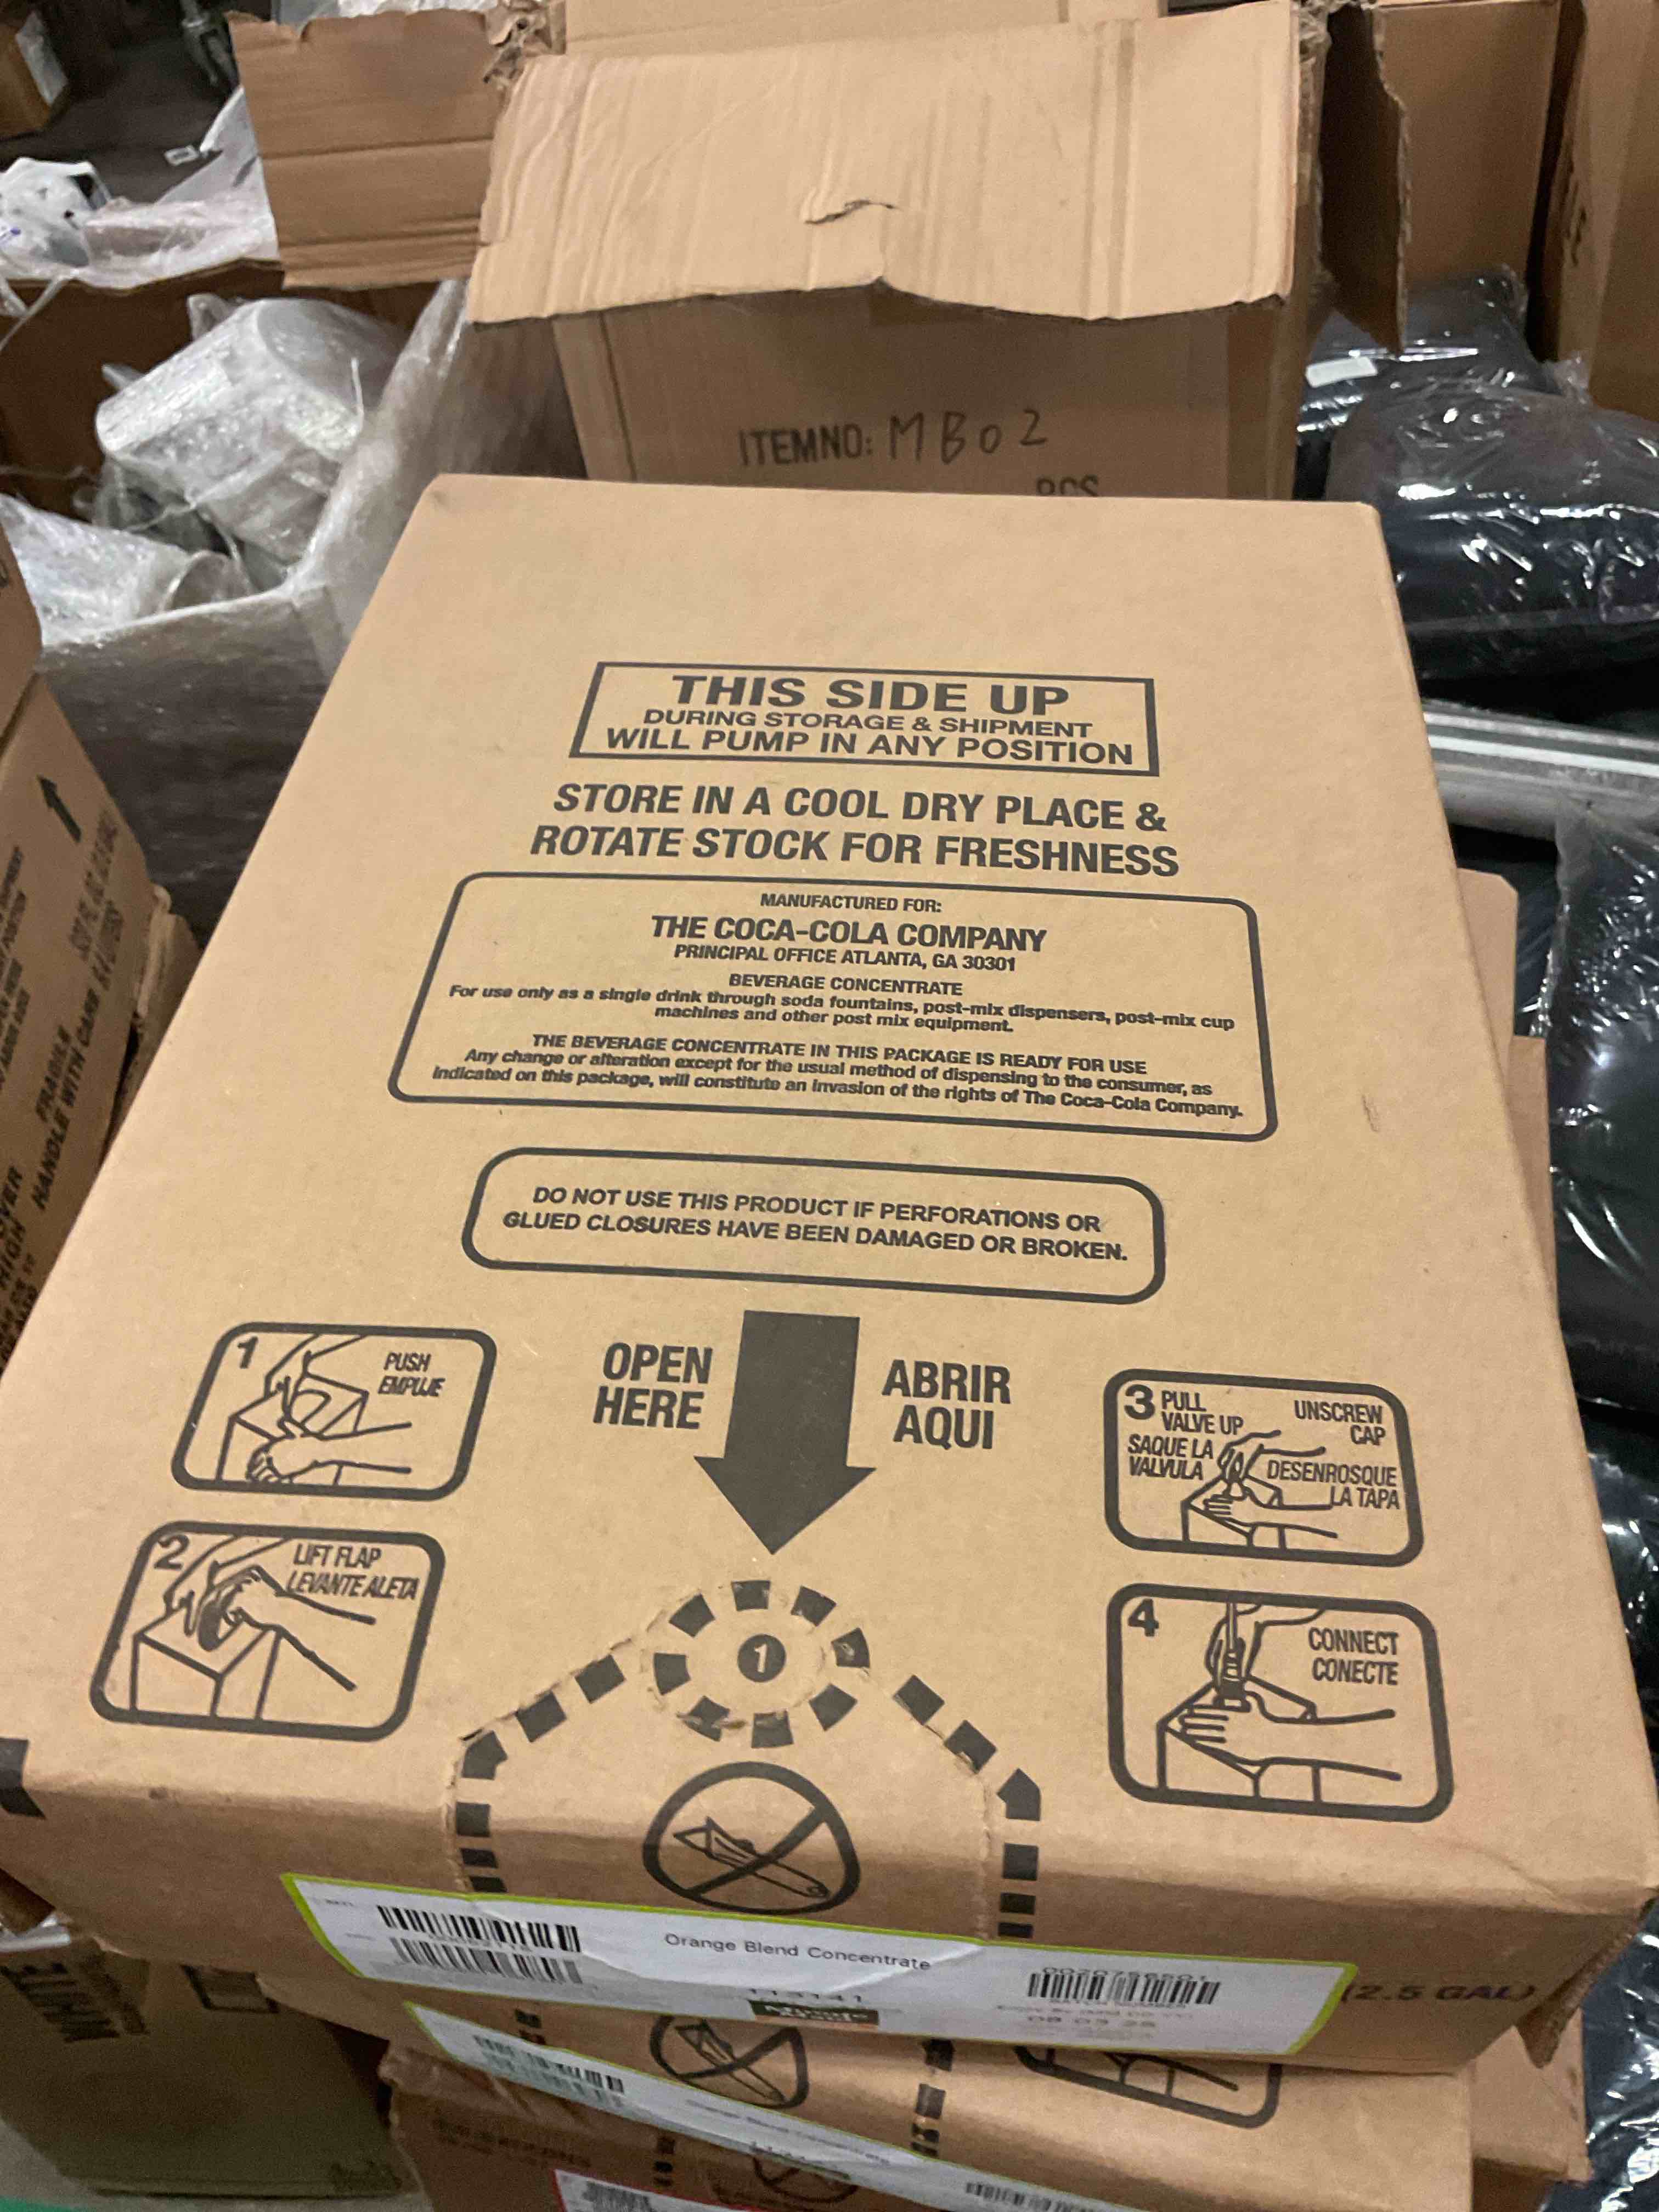 ITEMNO: MB02
PCS
THIS SIDE UP
DURING STORAGE & SHIPMENT
WILL PUMP IN ANY POSITION
STORE IN A COOL DRY PLACE &
ROTATE STOCK FOR FRESHNESS
MANUFACTURED FOR:
THE COCA-COLA COMPANY
PRINCIPAL OFFICE ATLANTA, GA 30301
BEVERAGE CONCENTRATE
For use only as a single drink through soda fountains, post-mix dispensers, post-mix cup
machines and other post mix equipment.
THE BEVERAGE CONCENTRATE IN THIS PACKAGE IS READY FOR USE
Any change or alteration except for the usual method of dispensing to the consumer, as
indicated on this package, will constitute an invasion of the rights of The Coca-Cola Company.
DO NOT USE THIS PRODUCT IF PERFORATIONS OR
GLUED CLOSURES HAVE BEEN DAMAGED OR BROKEN.
1
PUSH
EMPUJE
OPEN
HERE
ABRIR
AQUI
3
PULL
VALVE UP
UNSCREW
CAP
SAQUE LA
VALVULA
DESENROSQUE
LA TAPA
2
LIFT FLAP
LEVANTE ALETA
1
4
CONNECT
CONECTE
Orange Blend Concentrate
(2.5 GAL)
FRAGILE
HANDLE WITH CARE